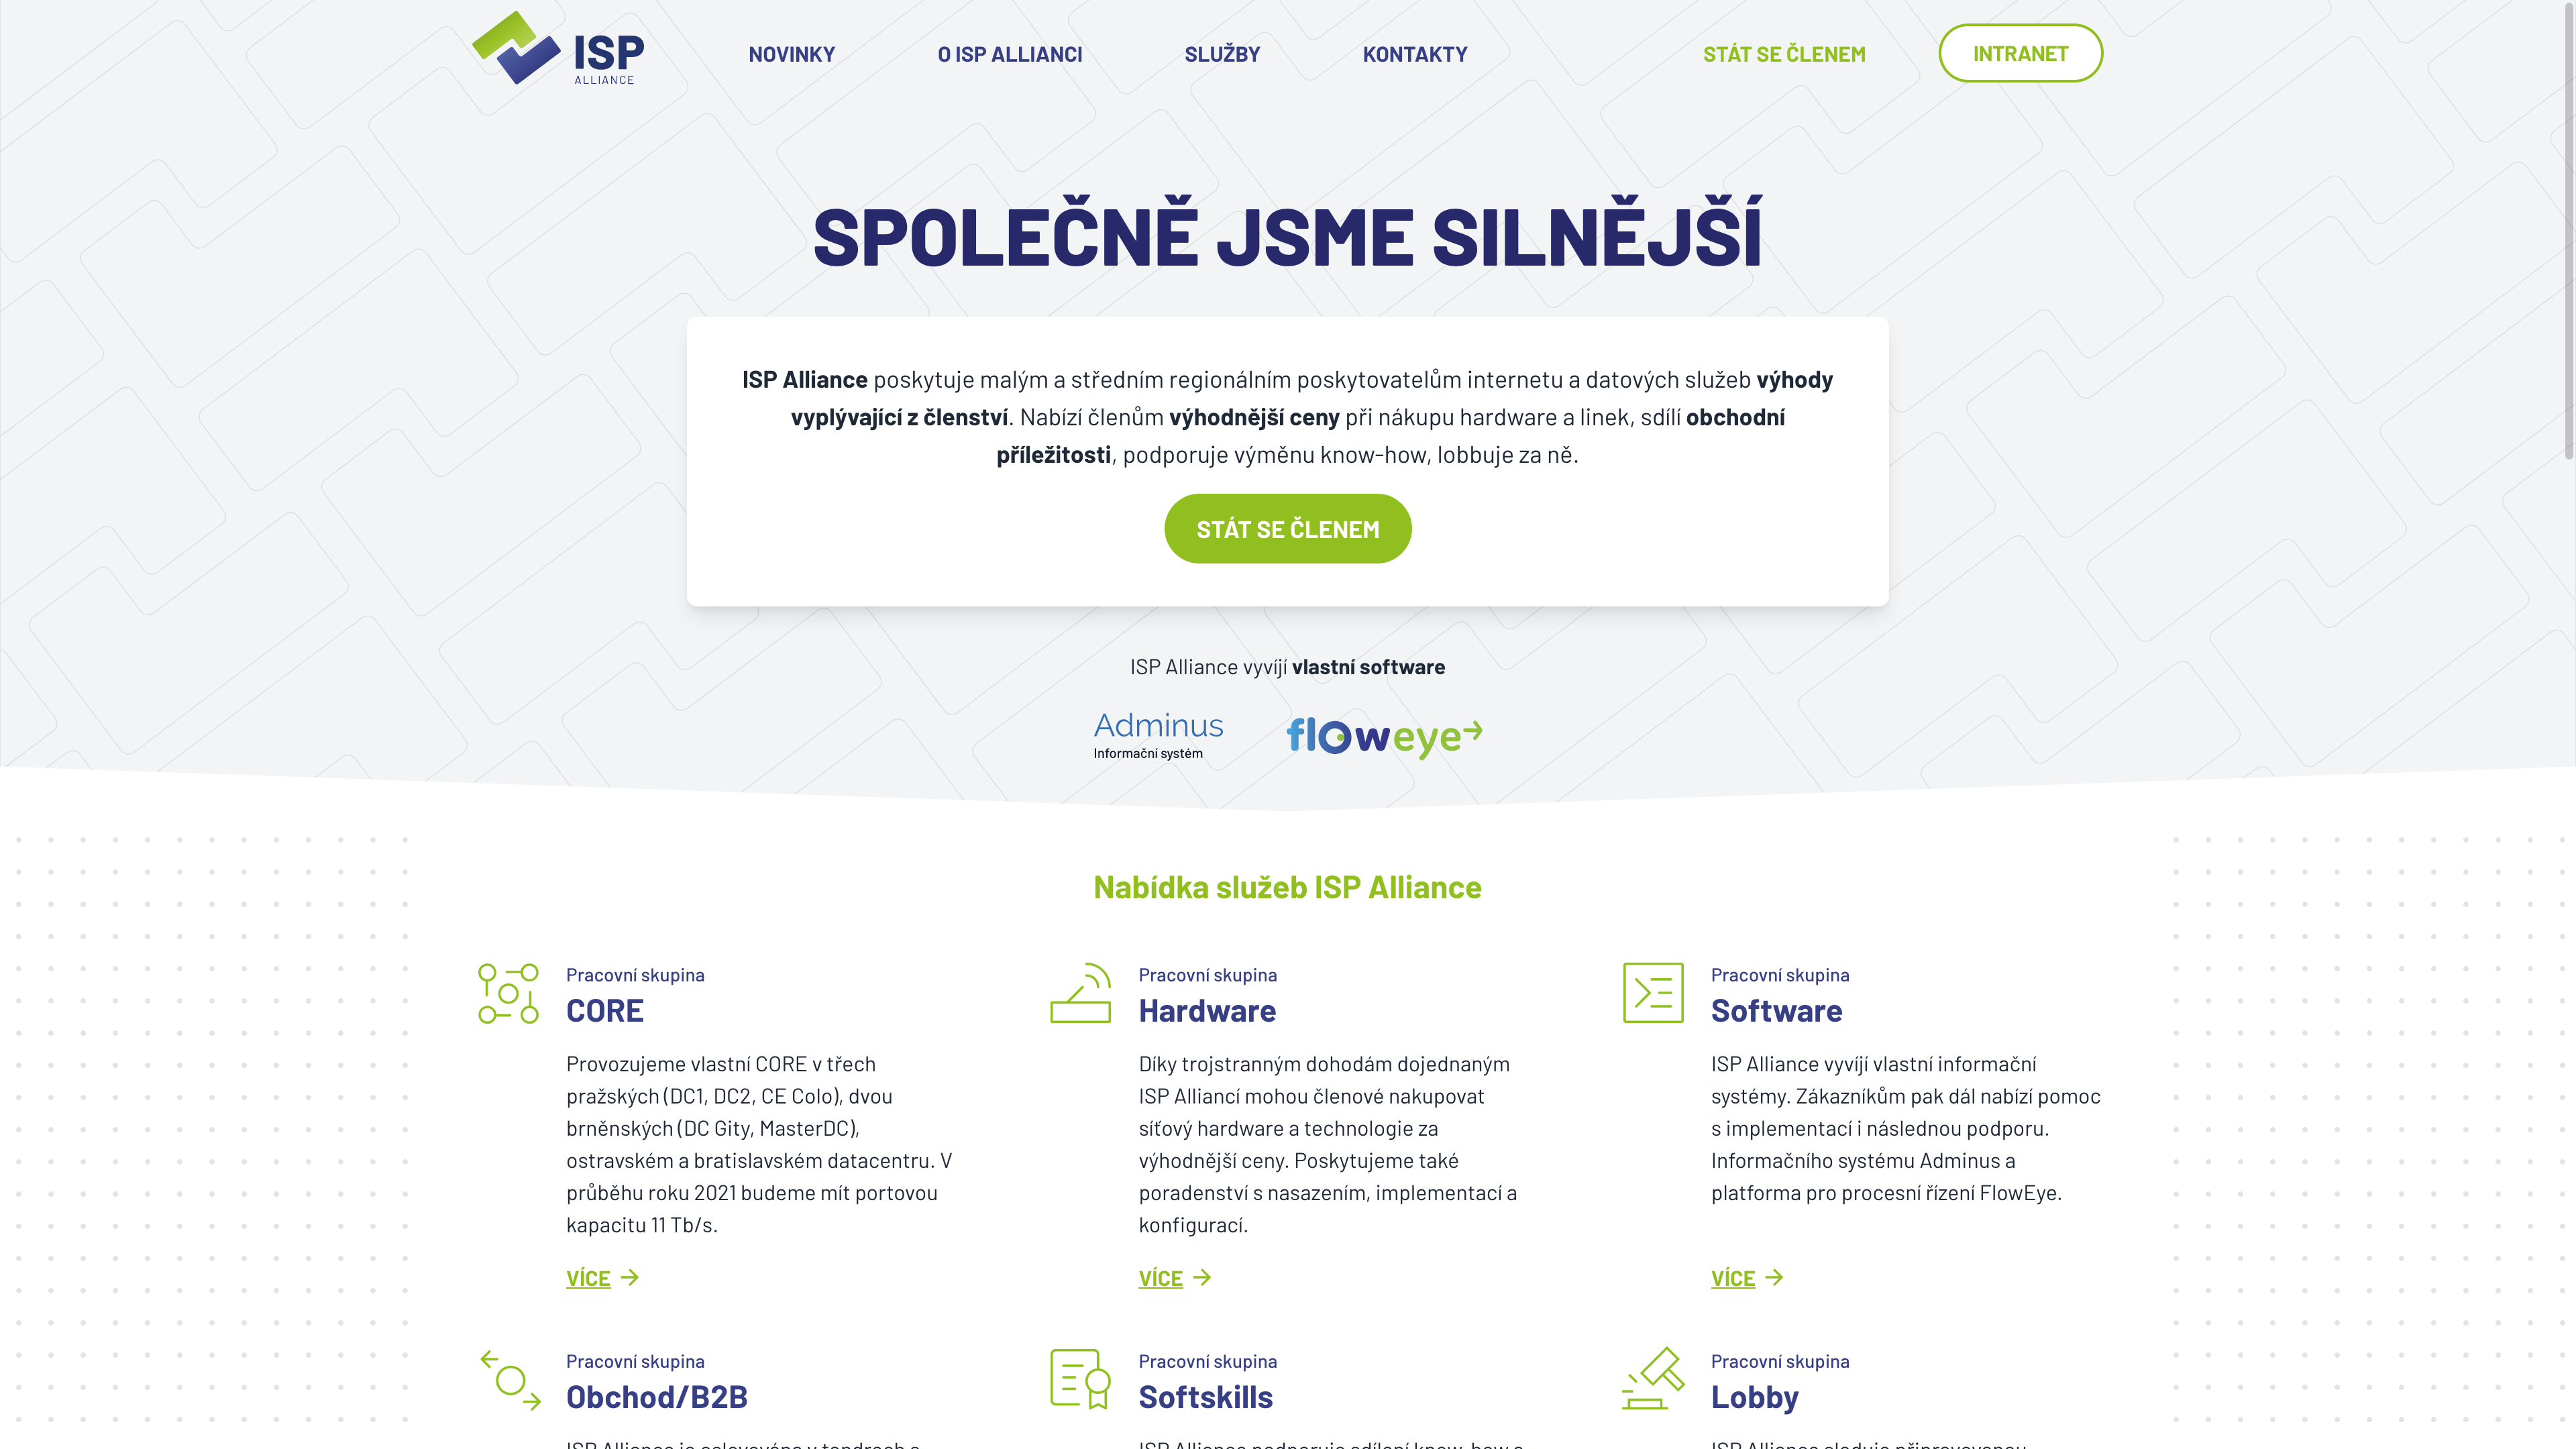 ISP
ALLIANCE
NOVINKY
O ISP ALLIANCI
SLUŽBY
KONTAKTY
STÁT SE ČLENEM
INTRANET
SPOLEČNĚ JSME SILNĚJŠÍ
ISP Alliance poskytuje malým a středním regionálním poskytovatelům internetu a datových služeb výhody
vyplývající z členství. Nabízí členům výhodnější ceny při nákupu hardware a linek, sdílí obchodní
příležitosti, podporuje výměnu know-how, lobbuje za ně.
STÁT SE ČLENEM
ISP Alliance vyvíjí vlastní software
Adminus
Informační systém
floweye
Nabídka služeb ISP Alliance
Pracovní skupina
CORE
Provozujeme vlastní CORE v třech
pražských (DC1, DC2, CE Colo), dvou
brněnských (DC Gity, MasterDC),
ostravském a bratislavském datacentru. V
průběhu roku 2021 budeme mít portovou
kapacitu 11 Tb/s.
VÍCE
Pracovní skupina
Hardware
Díky trojstranným dohodám dojednaným
ISP Alliancí mohou členové nakupovat
síťový hardware a technologie za
výhodnější ceny. Poskytujeme také
poradenství s nasazením, implementací a
konfigurací.
VÍCE
Pracovní skupina
Software
ISP Alliance vyvíjí vlastní informační
systémy. Zákazníkům pak dál nabízí pomoc
s implementací i následnou podporu.
Informačního systému Adminus a
platforma pro procesní řízení FlowEye.
VÍCE
Pracovní skupina
Obchod/B2B
Pracovní skupina
Softskills
Pracovní skupina
Lobby